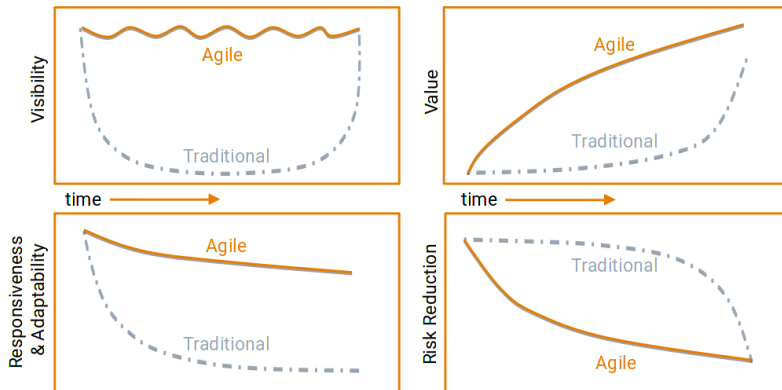 Visibility
Agile
Traditional
Value
Agile
Traditional
time
time
Responsiveness
& Adaptability
Agile
Traditional
Risk Reduction
Traditional
Agile